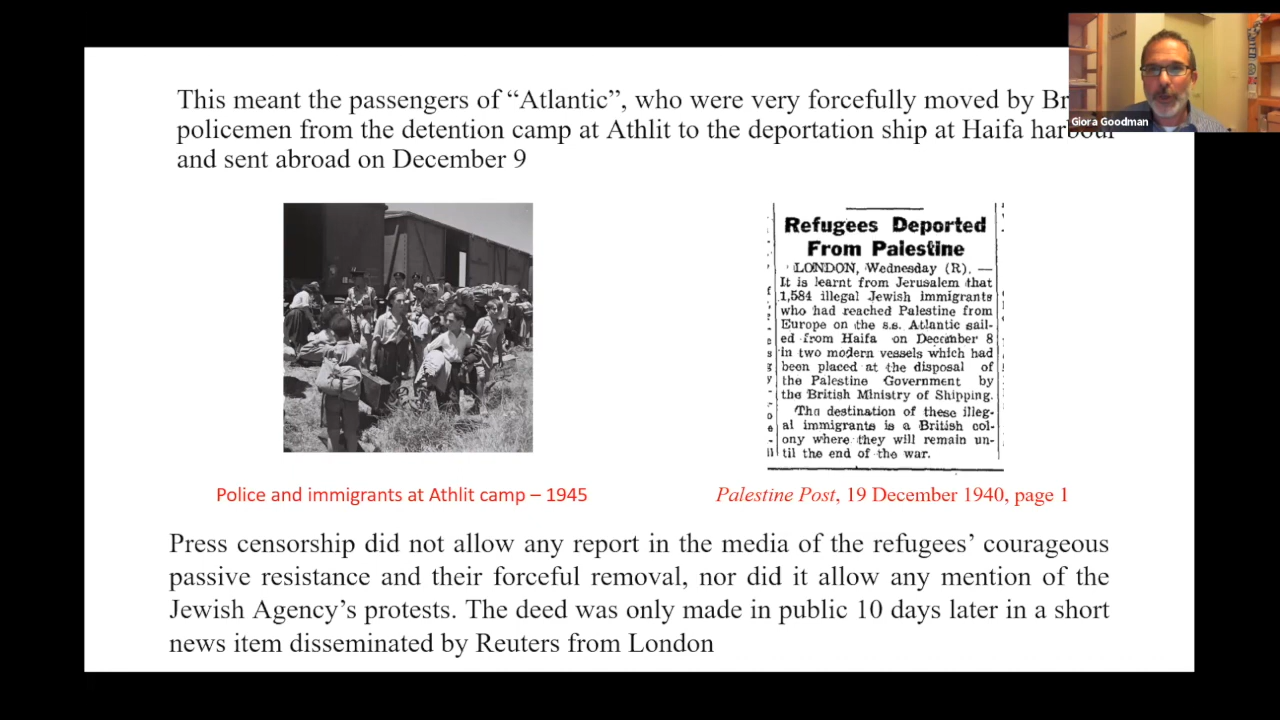 This meant the passengers of “Atlantic”, who were very forcefully moved by Br
policemen from the detention camp at Athlit to the deportation ship at Haifa harbour
and sent abroad on December 9
Giora Goodman
Refugees Deported
From Palestine
LONDON, Wednesday (R). —
It is learnt from Jerusalem that
1,584 illegal Jewish immigrants
who had reached Palestine from
Europe on the s.s. Atlantic sail-
ed from Haifa on December 8
in two modern vessels which had
been placed at the disposal of
the Palestine Government by
the British Ministry of Shipping.
The destination of these illeg-
al immigrants is a British col-
ony where they will remain un-
til the end of the war.
Police and immigrants at Athlit camp – 1945
Palestine Post, 19 December 1940, page 1
Press censorship did not allow any report in the media of the refugees’ courageous
passive resistance and their forceful removal, nor did it allow any mention of the
Jewish Agency’s protests. The deed was only made in public 10 days later in a short
news item disseminated by Reuters from London